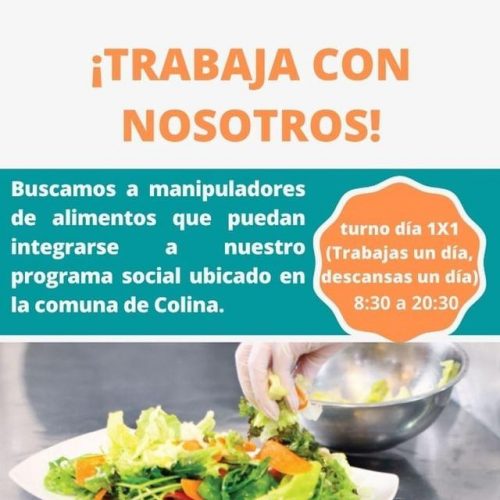 ¡TRABAJA CON
NOSOTROS!
Buscamos a manipuladores
de alimentos que puedan
integrarse a nuestro
programa social ubicado en
la comuna de Colina.
turno día 1X1
(Trabajas un día,
descansas un día)
8:30 a 20:30